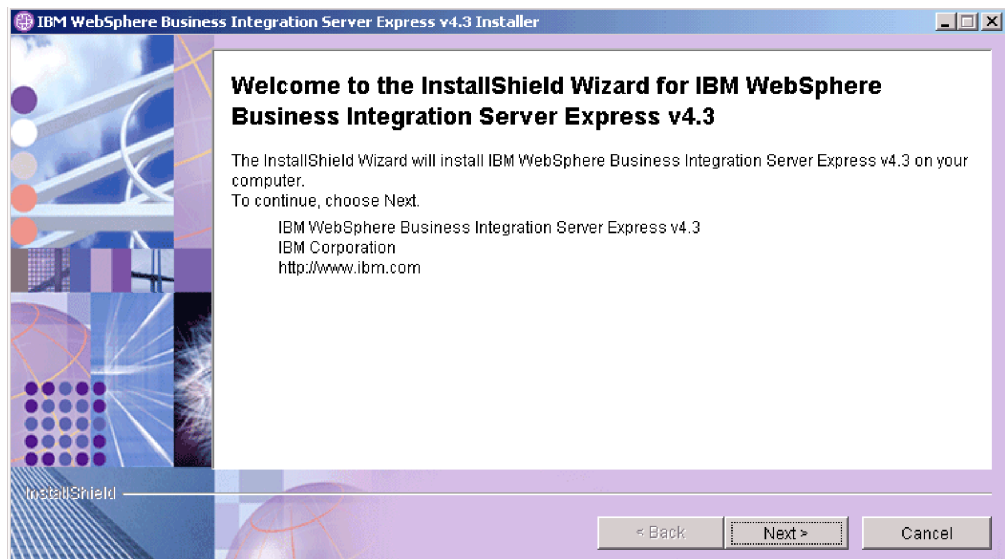 IBM WebSphere Business Integration Server Express v4.3 Installer
Welcome to the InstallShield Wizard for IBM WebSphere
Business Integration Server Express v4.3
The InstallShield Wizard will install IBM WebSphere Business Integration Server Express v4.3 on your
computer.
To continue, choose Next.
IBM WebSphere Business Integration Server Express v4.3
IBM Corporation
http://www.ibm.com
InstallShield
< Back
Next >
Cancel